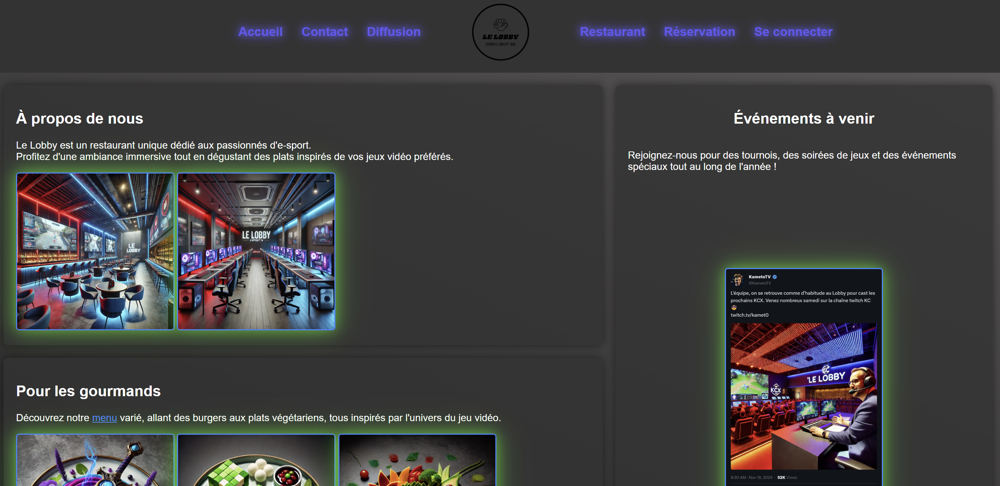 Accueil
Contact
Diffusion
LE LOBBY
ESPORTS CONCEPT BAR
Restaurant
Réservation
Se connecter
À propos de nous
Le Lobby est un restaurant unique dédié aux passionnés d'e-sport.
Profitez d'une ambiance immersive tout en dégustant des plats inspirés de vos jeux vidéo préférés.
LE
LOBBY
LE LOBBY
Pour les gourmands
Découvrez notre menu varié, allant des burgers aux plats végétariens, tous inspirés par l'univers du jeu vidéo.
Événements à venir
Rejoignez-nous pour des tournois, des soirées de jeux et des événements
spéciaux tout au long de l'année !
KametoTV
@KametoTV
L'équipe, on se retrouve comme d'habitude au Lobby pour cast les
prochains KCX. Venez nombreux samedi sur la chaîne twitch KC
😎
twitch.tv/kamet0
'LE LOBBY
KCX
9:30 AM · Nov 19, 2024 · 52K Views